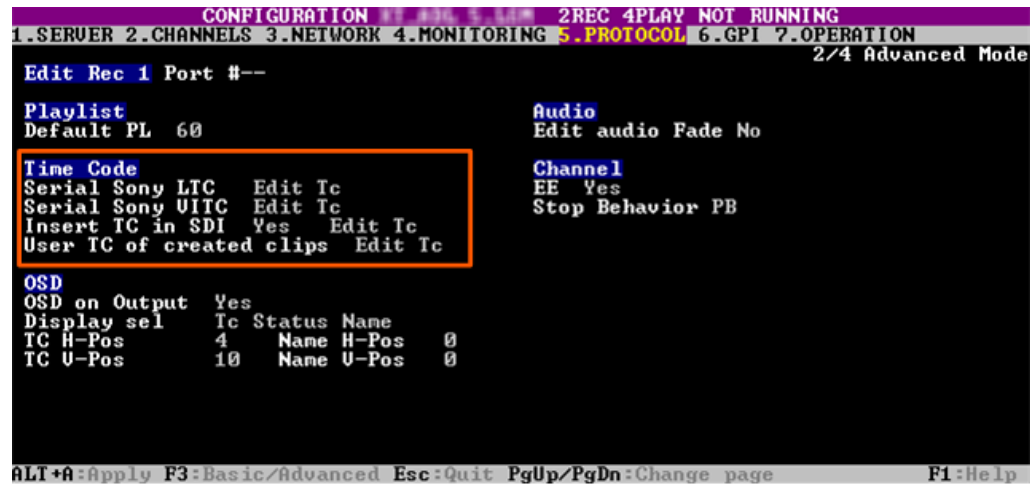 CONFIGURATION 2REC 4PLAY NOT RUNNING
1.SERVER 2.CHANNELS 3.NETWORK 4.MONITORING 5.PROTOCOL 6.GPI 7.OPERATION
2/4 Advanced Mode
Edit Rec 1 Port #--
Playlist
Default PL 60
Audio
Edit audio Fade No
Time Code
Serial Sony LTC Edit Tc
Serial Sony VITC Edit Tc
Insert TC in SDI Yes Edit Tc
User TC of created clips Edit Tc
Channel
EE Yes
Stop Behavior PB
OSD
OSD on Output Yes
Display sel Tc Status Name
TC H-Pos 4 Name H-Pos 0
TC V-Pos 10 Name V-Pos 0
ALT+A:Apply F3:Basic/Advanced Esc:Quit PgUp/PgDn:Change page F1:Help